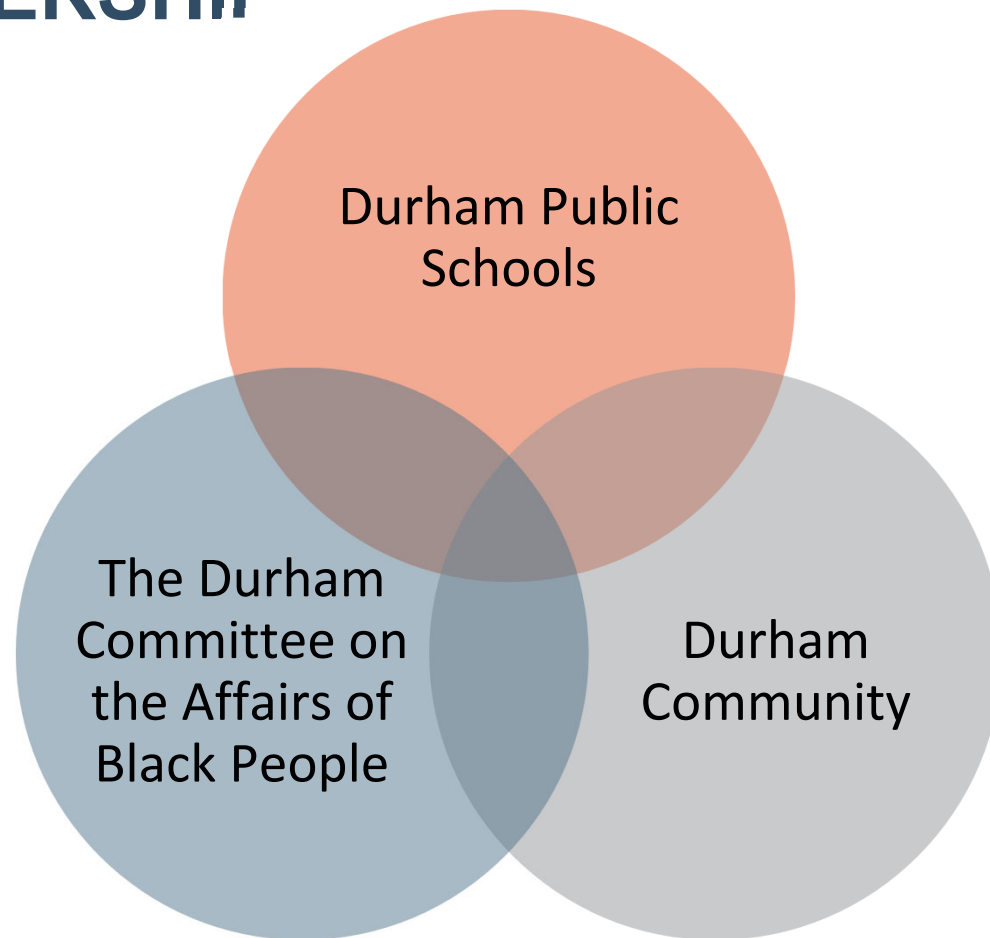 Durham Public
Schools
The Durham
Committee on
the Affairs of
Black People
Durham
Community